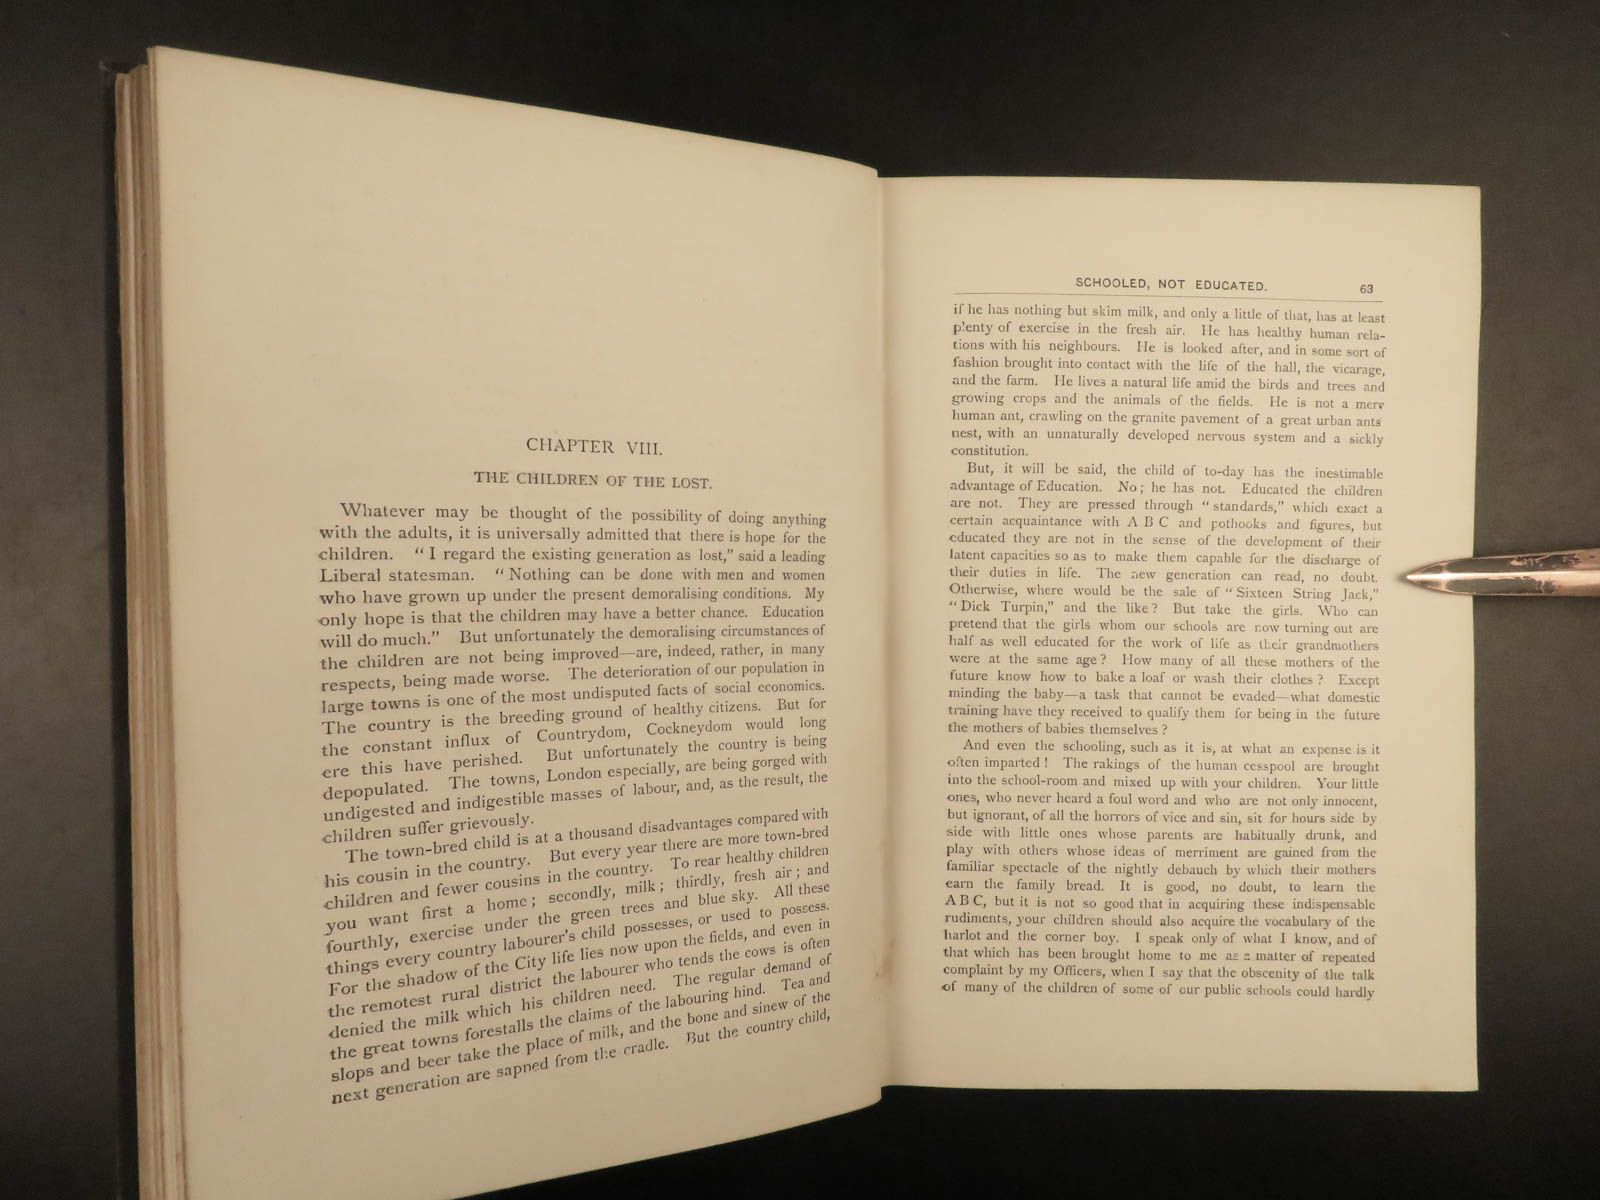 CHAPTER VIII.
THE CHILDREN OF THE LOST.
Whatever may be thought of the possibility of doing anything
with the adults, it is universally admitted that there is hope for the
children. “I regard the existing generation as lost,” said a leading
Liberal statesman. “Nothing can be done with men and women
who have grown up under the present demoralising conditions. My
only hope is that the children may have a better chance. Education
will do much.” But unfortunately the demoralising circumstances of
the children are not being improved—are, indeed, rather, in many
respects, being made worse. The deterioration of our population in
large towns is one of the most undisputed facts of social economics.
The country is the breeding ground of healthy citizens. But for
the constant influx of Countrydom, Cockneydom would long
ere this have perished. But unfortunately the country is being
depopulated. The towns, London especially, are being gorged with
undigested and indigestible masses of labour, and, as the result, the
children suffer grievously.
The town-bred child is at a thousand disadvantages compared with
his cousin in the country. But every year there are more town-bred
children and fewer cousins in the country. To rear healthy children
you want first a home; secondly, milk; thirdly, fresh air; and
fourthly, exercise under the green trees and blue sky. All these
things every country labourer's child possesses, or used to possess.
For the shadow of the City life lies now upon the fields, and even in
the remotest rural district the labourer who tends the cows is often
denied the milk which his children need. The regular demand of
the great towns forestalls the claims of the labouring hind. Tea and
slops and beer take the place of milk, and the bone and sinew of the
next generation are sapped from the cradle. But the country child,
SCHOOLED, NOT EDUCATED. 63
if he has nothing but skim milk, and only a little of that, has at least
plenty of exercise in the fresh air. He has healthy human rela-
tions with his neighbours. He is looked after, and in some sort of
fashion brought into contact with the life of the hall, the vicarage,
and the farm. He lives a natural life amid the birds and trees and
growing crops and the animals of the fields. He is not a mere
human ant, crawling on the granite pavement of a great urban ants'
nest, with an unnaturally developed nervous system and a sickly
constitution.
But, it will be said, the child of to-day has the inestimable
advantage of Education. No; he has not. Educated the children
are not. They are pressed through “standards,” which exact a
certain acquaintance with A B C and pothooks and figures, but
educated they are not in the sense of the development of their
latent capacities so as to make them capable for the discharge of
their duties in life. The new generation can read, no doubt.
Otherwise, where would be the sale of “Sixteen String Jack,”
“Dick Turpin,” and the like? But take the girls. Who can
pretend that the girls whom our schools are now turning out are
half as well educated for the work of life as their grandmothers
were at the same age? How many of all these mothers of the
future know how to bake a loaf or wash their clothes? Except
minding the baby—a task that cannot be evaded—what domestic
training have they received to qualify them for being in the future
the mothers of babies themselves?
And even the schooling, such as it is, at what an expense is it
often imparted! The rakings of the human cesspool are brought
into the school-room and mixed up with your children. Your little
ones, who never heard a foul word and who are not only innocent,
but ignorant, of all the horrors of vice and sin, sit for hours side by
side with little ones whose parents are habitually drunk, and
play with others whose ideas of merriment are gained from the
familiar spectacle of the nightly debauch by which their mothers
earn the family bread. It is good, no doubt, to learn the
A B C, but it is not so good that in acquiring these indispensable
rudiments, your children should also acquire the vocabulary of the
harlot and the corner boy. I speak only of what I know, and of
that which has been brought home to me as a matter of repeated
complaint by my Officers, when I say that the obscenity of the talk
of many of the children of some of our public schools could hardly